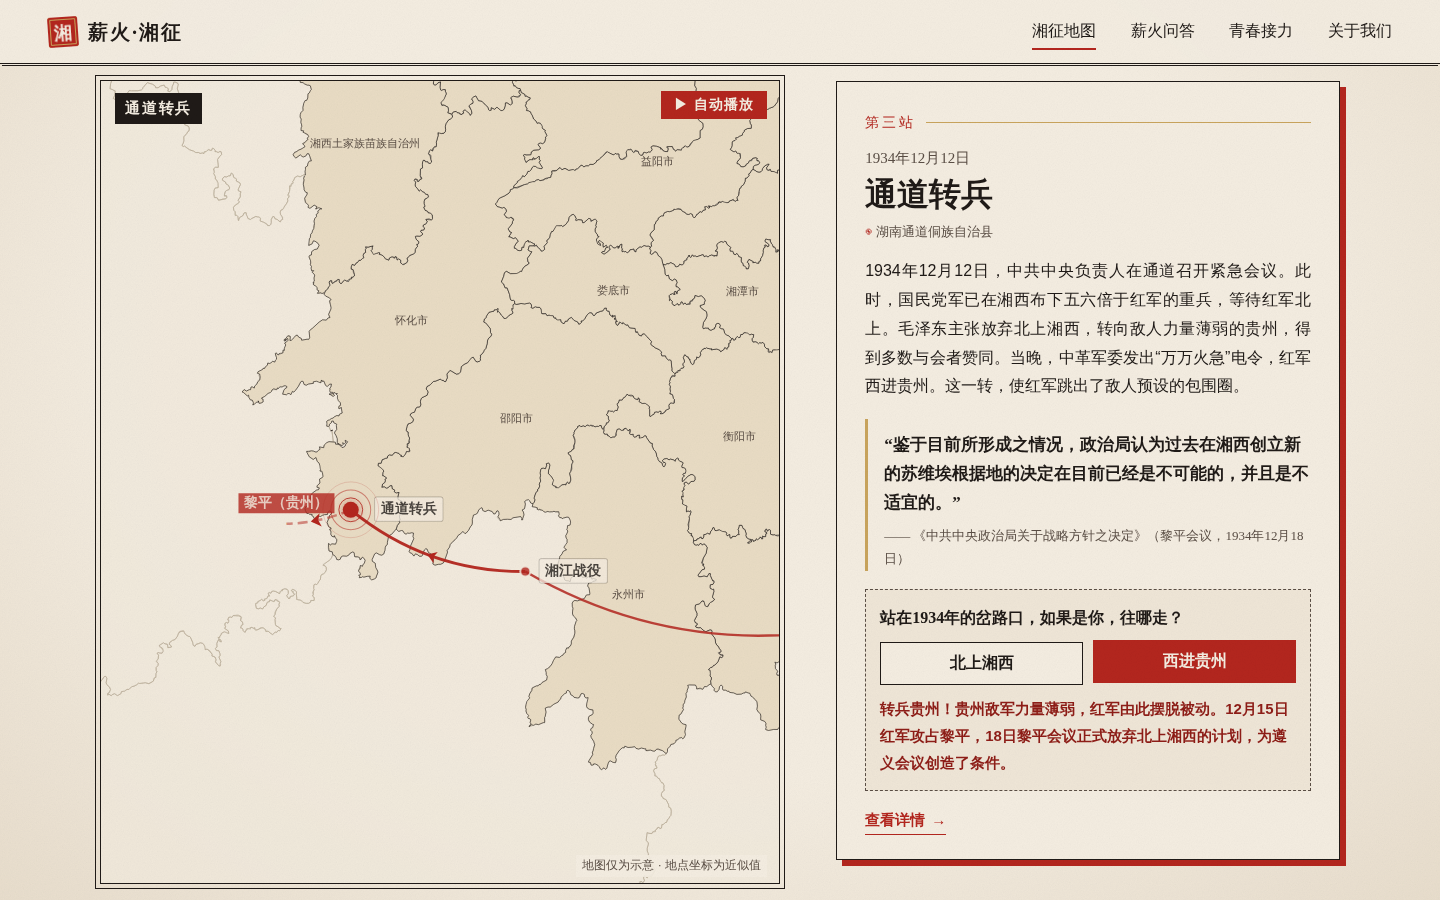 湘
薪火·湘征
湘征地图
薪火问答
青春接力
关于我们
通道转兵
▶ 自动播放
湘西土家族苗族自治州
益阳市
娄底市
湘潭市
怀化市
邵阳市
衡阳市
黎平（贵州）
通道转兵
湘江战役
永州市
地图仅为示意 · 地点坐标为近似值
第三站
1934年12月12日
通道转兵
湖南通道侗族自治县
1934年12月12日，中共中央负责人在通道召开紧急会议。此
时，国民党军已在湘西布下五六倍于红军的重兵，等待红军北
上。毛泽东主张放弃北上湘西，转向敌人力量薄弱的贵州，得
到多数与会者赞同。当晚，中革军委发出“万万火急”电令，红军
西进贵州。这一转，使红军跳出了敌人预设的包围圈。
“鉴于目前所形成之情况，政治局认为过去在湘西创立新
的苏维埃根据地的决定在目前已经是不可能的，并且是不
适宜的。”
—— 《中共中央政治局关于战略方针之决定》（黎平会议，1934年12月18
日）
站在1934年的岔路口，如果是你，往哪走？
北上湘西
西进贵州
转兵贵州！贵州敌军力量薄弱，红军由此摆脱被动。12月15日
红军攻占黎平，18日黎平会议正式放弃北上湘西的计划，为遵
义会议创造了条件。
查看详情 →